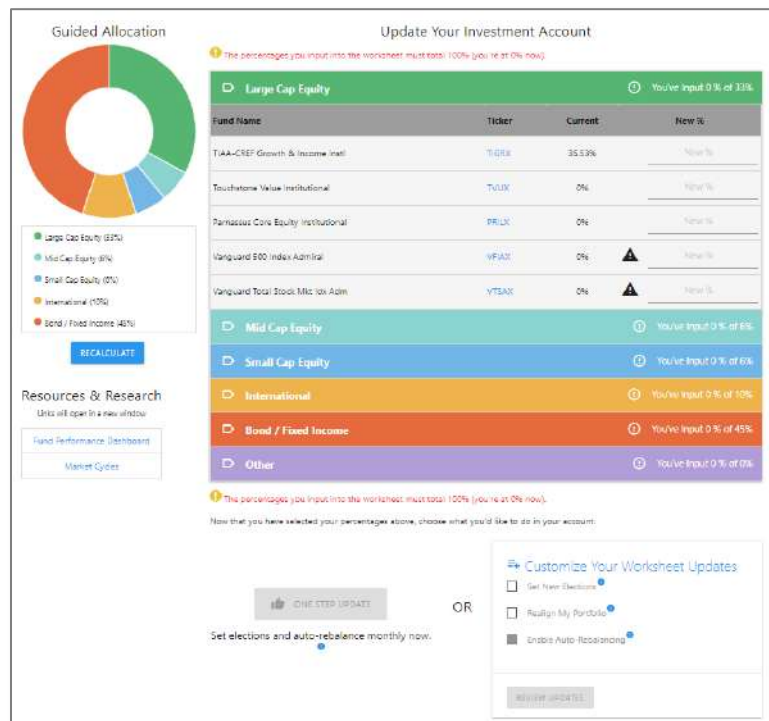 Guided Allocation
Large Cap Equity (33%)
Mid Cap Equity (6%)
Small Cap Equity (6%)
International (10%)
Bond / Fixed Income (45%)
RECALCULATE
Resources & Research
Links will open in a new window
Fund Performance Dashboard
Market Cycles
Update Your Investment Account
The percentages you input into the worksheet must total 100% (you're at 0% now).
Large Cap Equity You've Input 0 % of 33%
Fund Name Ticker Current New %
TIAA-CREF Growth & Income Instl TIGRX 35.53% New %
Touchstone Value Institutional TVLIX 0% New %
Parnassus Core Equity Institutional PRILX 0% New %
Vanguard 500 Index Admiral VFIAX 0% New %
Vanguard Total Stock Mkt Idx Adm VTSAX 0% New %
Mid Cap Equity You've Input 0 % of 6%
Small Cap Equity You've Input 0 % of 6%
International You've Input 0 % of 10%
Bond / Fixed Income You've Input 0 % of 45%
Other You've Input 0 % of 0%
The percentages you input into the worksheet must total 100% (you're at 0% now).
Now that you have selected your percentages above, choose what you'd like to do in your account:
ONE STEP UPDATE
Set elections and auto-rebalance monthly now.
OR
Customize Your Worksheet Updates
Set New Elections
Realign My Portfolio
Enable Auto-Rebalancing
REVIEW UPDATES